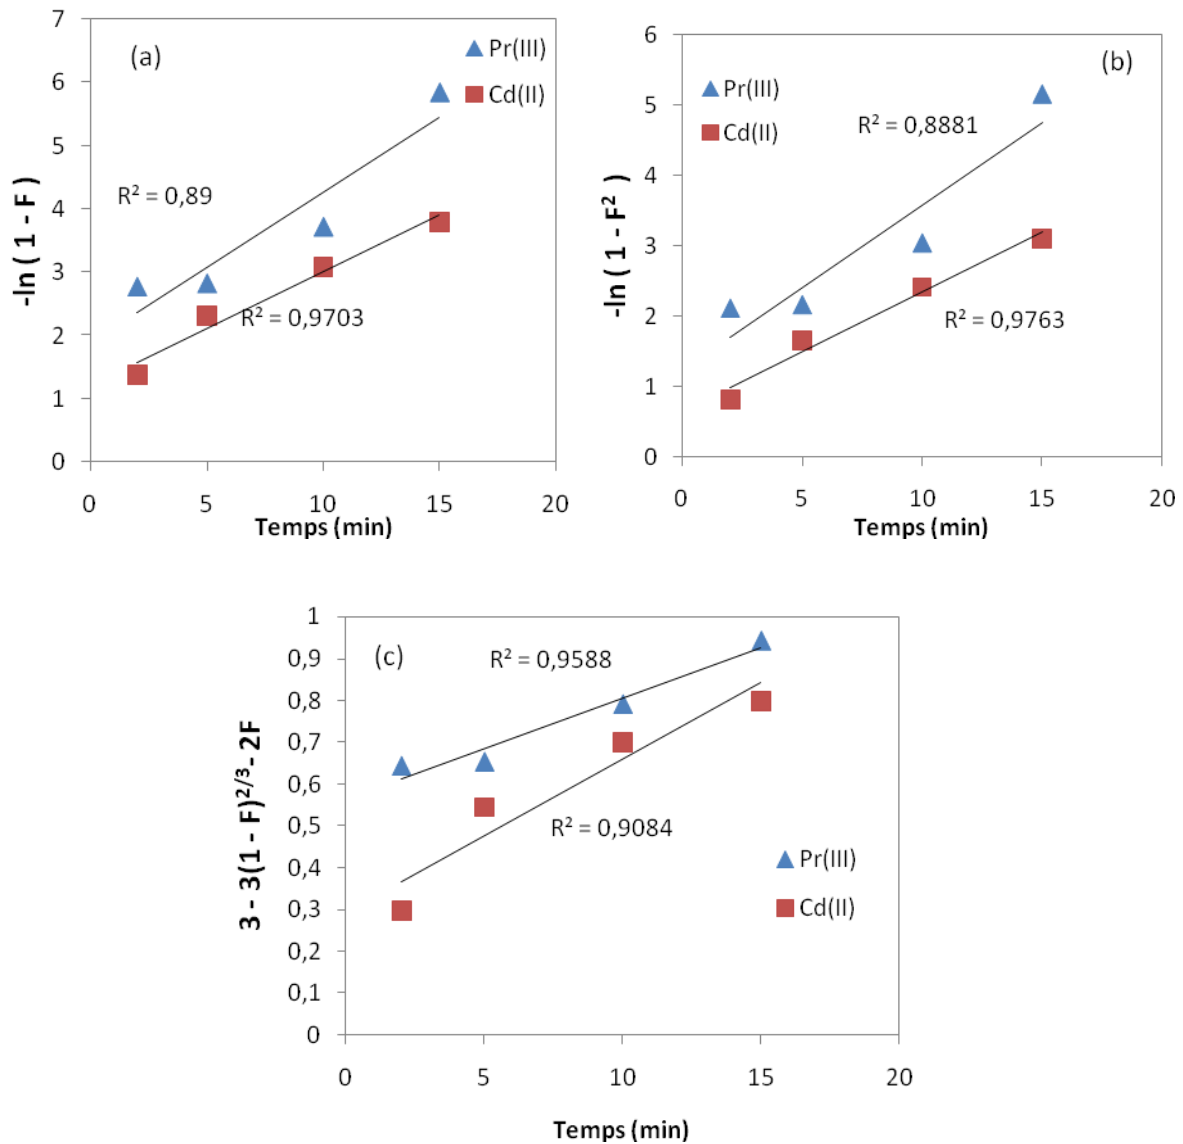 (a)
Pr(III)
Cd(II)
R² = 0,89
R² = 0,9703
-ln ( 1 - F )
7
6
5
4
3
2
1
0
0 5 10 15 20
Temps (min)
(b)
Pr(III)
Cd(II)
R² = 0,8881
R² = 0,9763
-ln ( 1 - F² )
6
5
4
3
2
1
0
0 5 10 15 20
Temps (min)
(c)
R² = 0,9588
R² = 0,9084
Pr(III)
Cd(II)
3 - 3(1 - F)²ᐟ³- 2F
1
0,9
0,8
0,7
0,6
0,5
0,4
0,3
0,2
0,1
0
0 5 10 15 20
Temps (min)